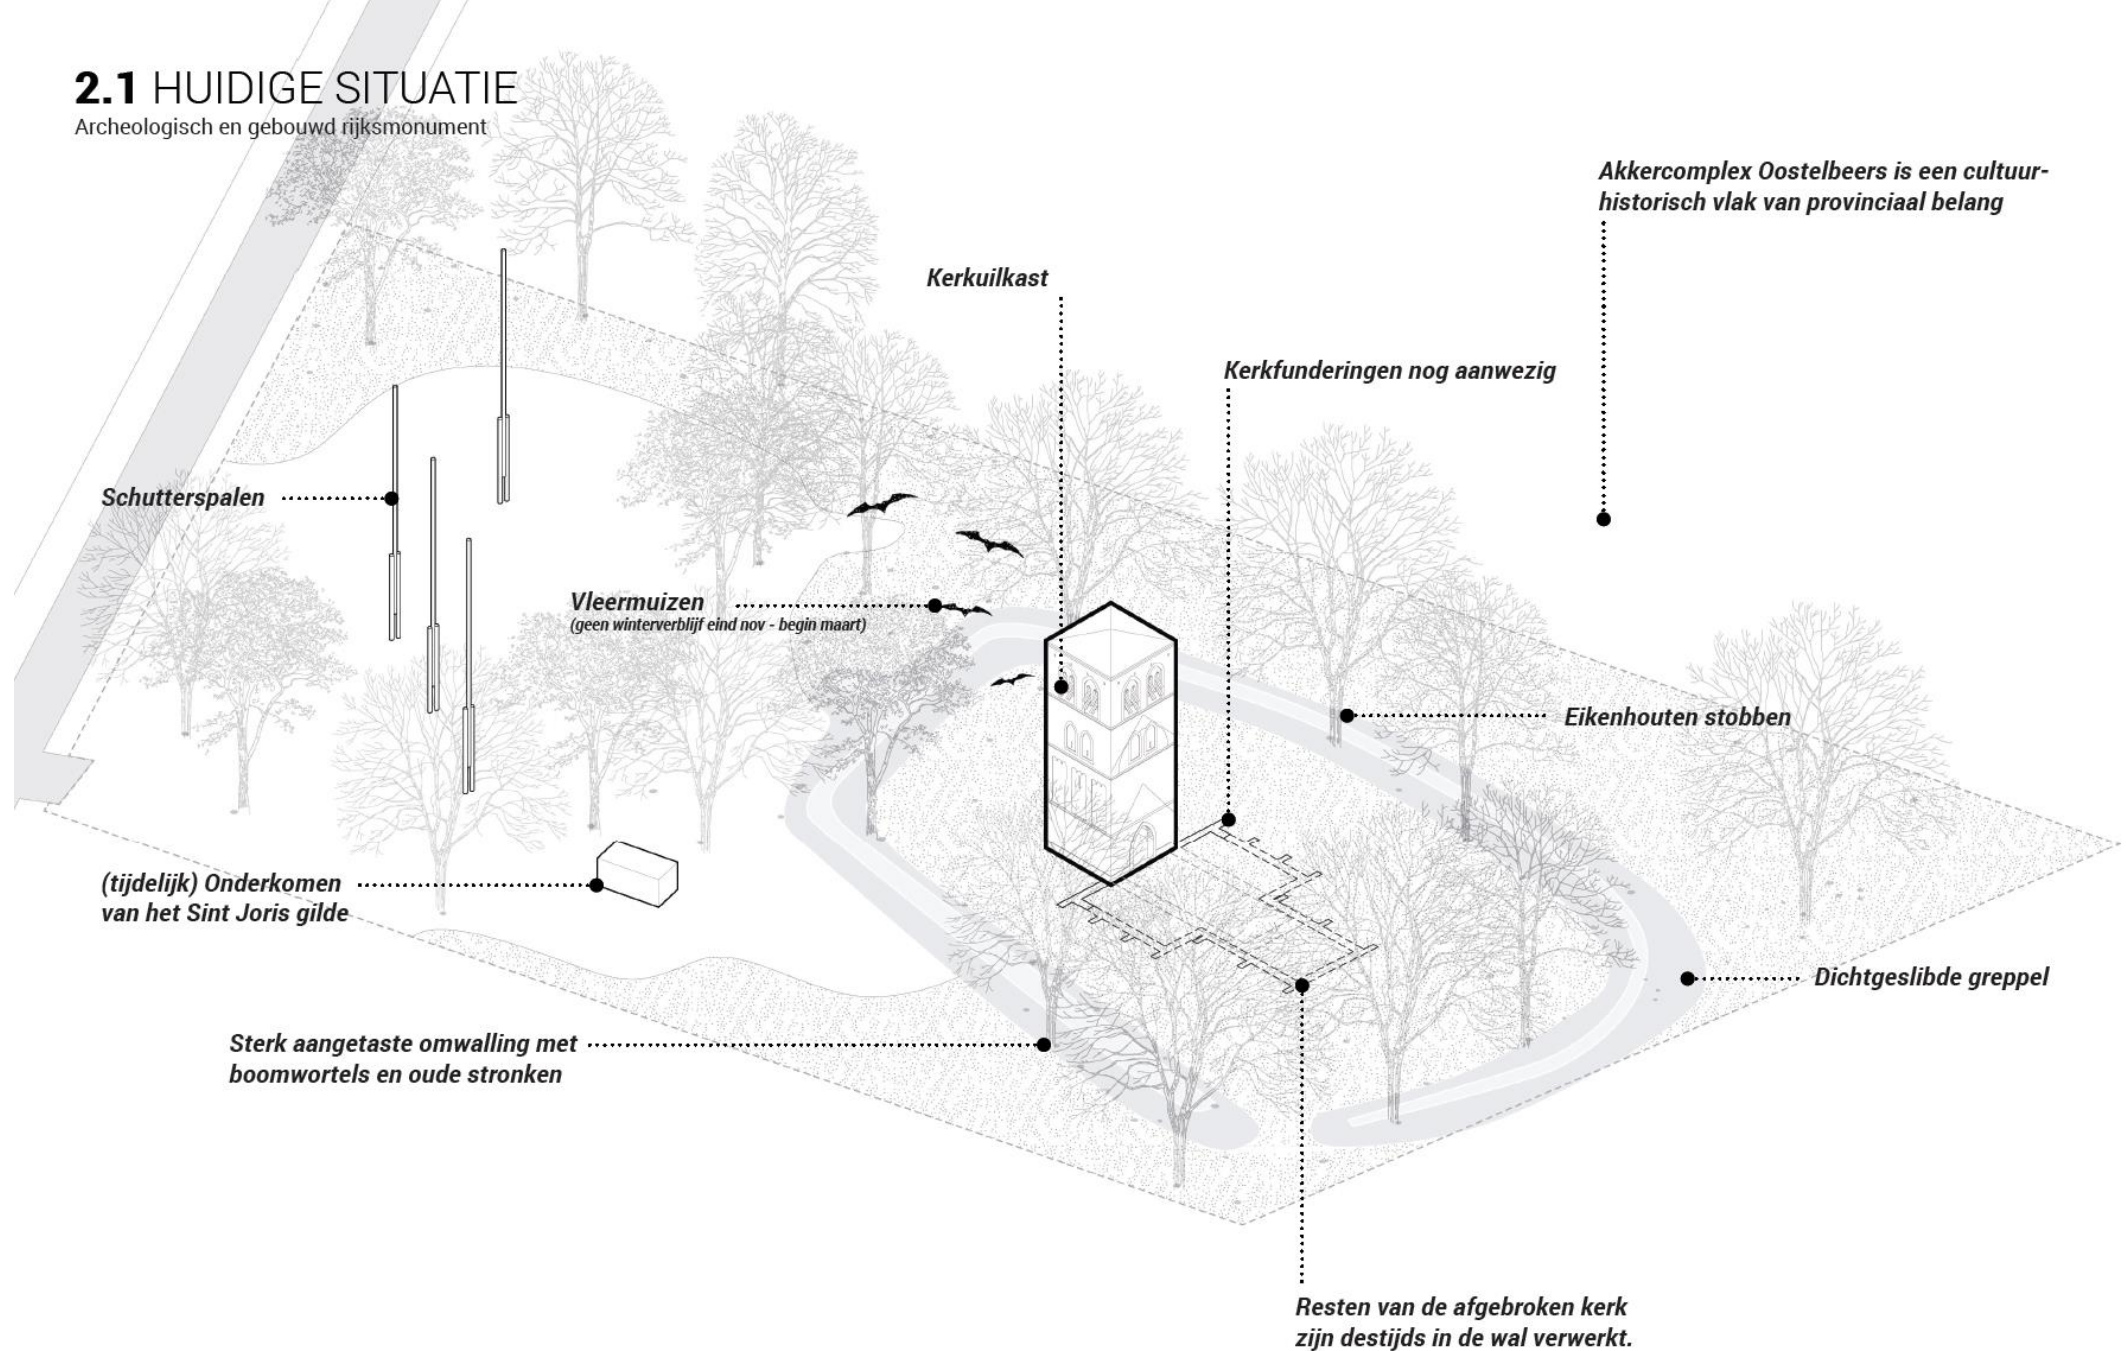 2.1 HUIDIGE SITUATIE
Archeologisch en gebouwd rijksmonument
Akkercomplex Oostelbeers is een cultuur-
historisch vlak van provinciaal belang
Kerkuilkast
Kerkfunderingen nog aanwezig
Schutterspalen
Vleermuizen
(geen winterverblijf eind nov - begin maart)
Eikenhouten stobben
(tijdelijk) Onderkomen
van het Sint Joris gilde
Dichtgeslibde greppel
Sterk aangetaste omwalling met
boomwortels en oude stronken
Resten van de afgebroken kerk
zijn destijds in de wal verwerkt.